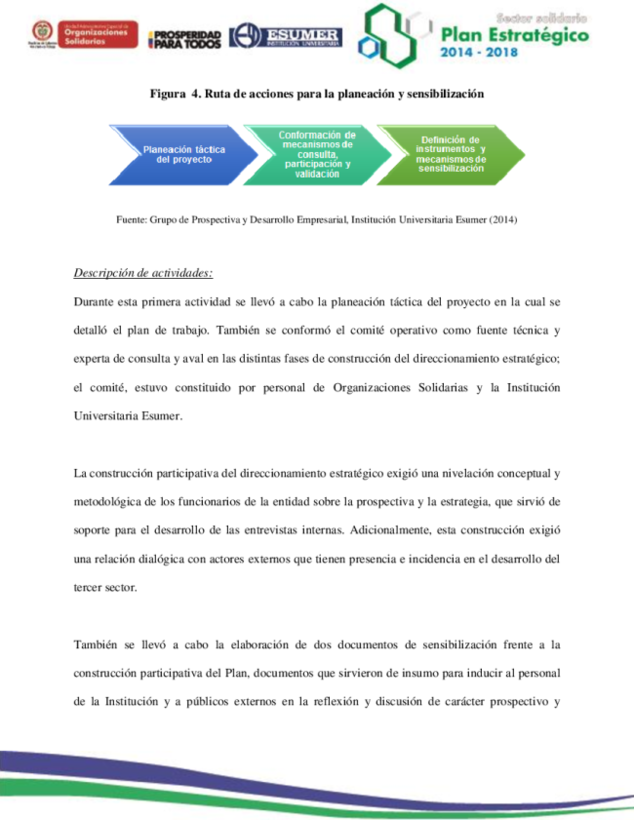 Unidad Administrativa Especial de
Organizaciones
Solidarias
PROSPERIDAD
PARA TODOS
ESUMER
INSTITUCIÓN UNIVERSITARIA
Sector solidario
Plan Estratégico
2014 - 2018
Figura 4. Ruta de acciones para la planeación y sensibilización
Planeación táctica
del proyecto
Conformación de
mecanismos de
consulta,
participación y
validación
Definición de
instrumentos y
mecanismos de
sensibilización
Fuente: Grupo de Prospectiva y Desarrollo Empresarial, Institución Universitaria Esumer (2014)
Descripción de actividades:
Durante esta primera actividad se llevó a cabo la planeación táctica del proyecto en la cual se
detalló el plan de trabajo. También se conformó el comité operativo como fuente técnica y
experta de consulta y aval en las distintas fases de construcción del direccionamiento estratégico;
el comité, estuvo constituido por personal de Organizaciones Solidarias y la Institución
Universitaria Esumer.
La construcción participativa del direccionamiento estratégico exigió una nivelación conceptual y
metodológica de los funcionarios de la entidad sobre la prospectiva y la estrategia, que sirvió de
soporte para el desarrollo de las entrevistas internas. Adicionalmente, esta construcción exigió
una relación dialógica con actores externos que tienen presencia e incidencia en el desarrollo del
tercer sector.
También se llevó a cabo la elaboración de dos documentos de sensibilización frente a la
construcción participativa del Plan, documentos que sirvieron de insumo para inducir al personal
de la Institución y a públicos externos en la reflexión y discusión de carácter prospectivo y